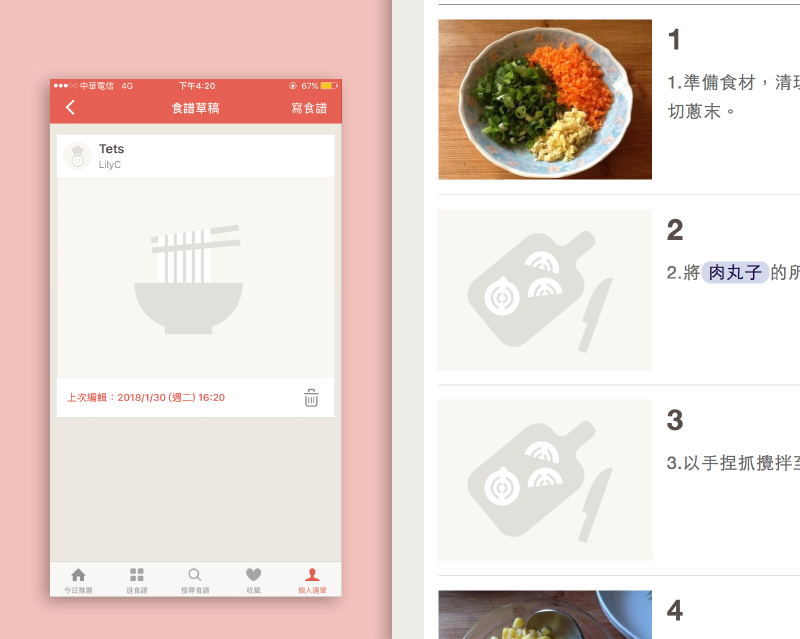 中華電信 4G 下午4:20 67%
食譜草稿 寫食譜
Tets
LilyC
上次編輯：2018/1/30 (週二) 16:20
今日推薦 逛食譜 搜尋食譜 收藏 個人選單
1
1.準備食材，清
切蔥末。
2
2.將 肉丸子 的所
3
3.以手捏抓攪拌至
4